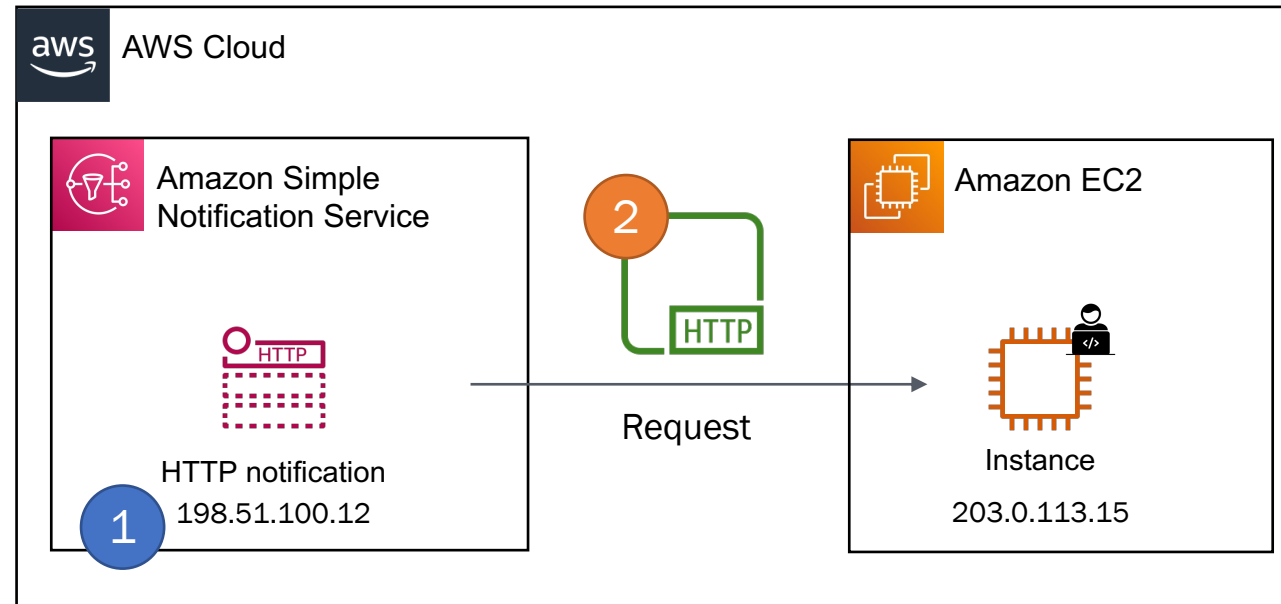 aws
AWS Cloud
Amazon Simple
Notification Service
HTTP
HTTP notification
198.51.100.12
1
2
HTTP
Request
Amazon EC2
</>
Instance
203.0.113.15